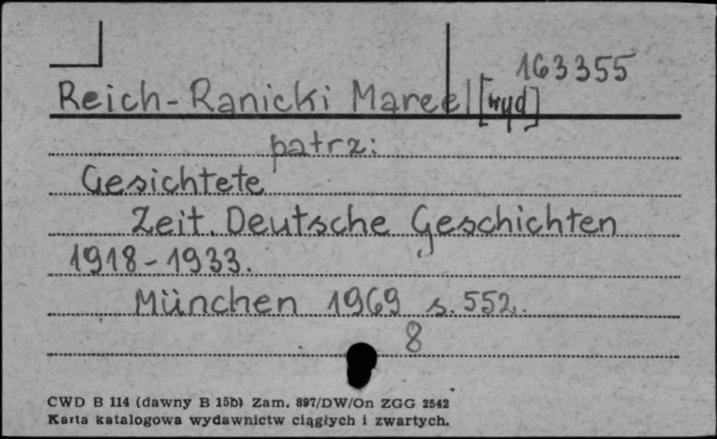 163355
Reich-Ranicki Marcel [wyd]
patrz:
Gesichtete
Zeit. Deutsche Geschichten
1918-1933.
München 1969 s. 552.
8
CWD B 114 (dawny B 15b) Zam. 897/DW/On ZGG 2542
Karta katalogowa wydawnictw ciągłych i zwartych.